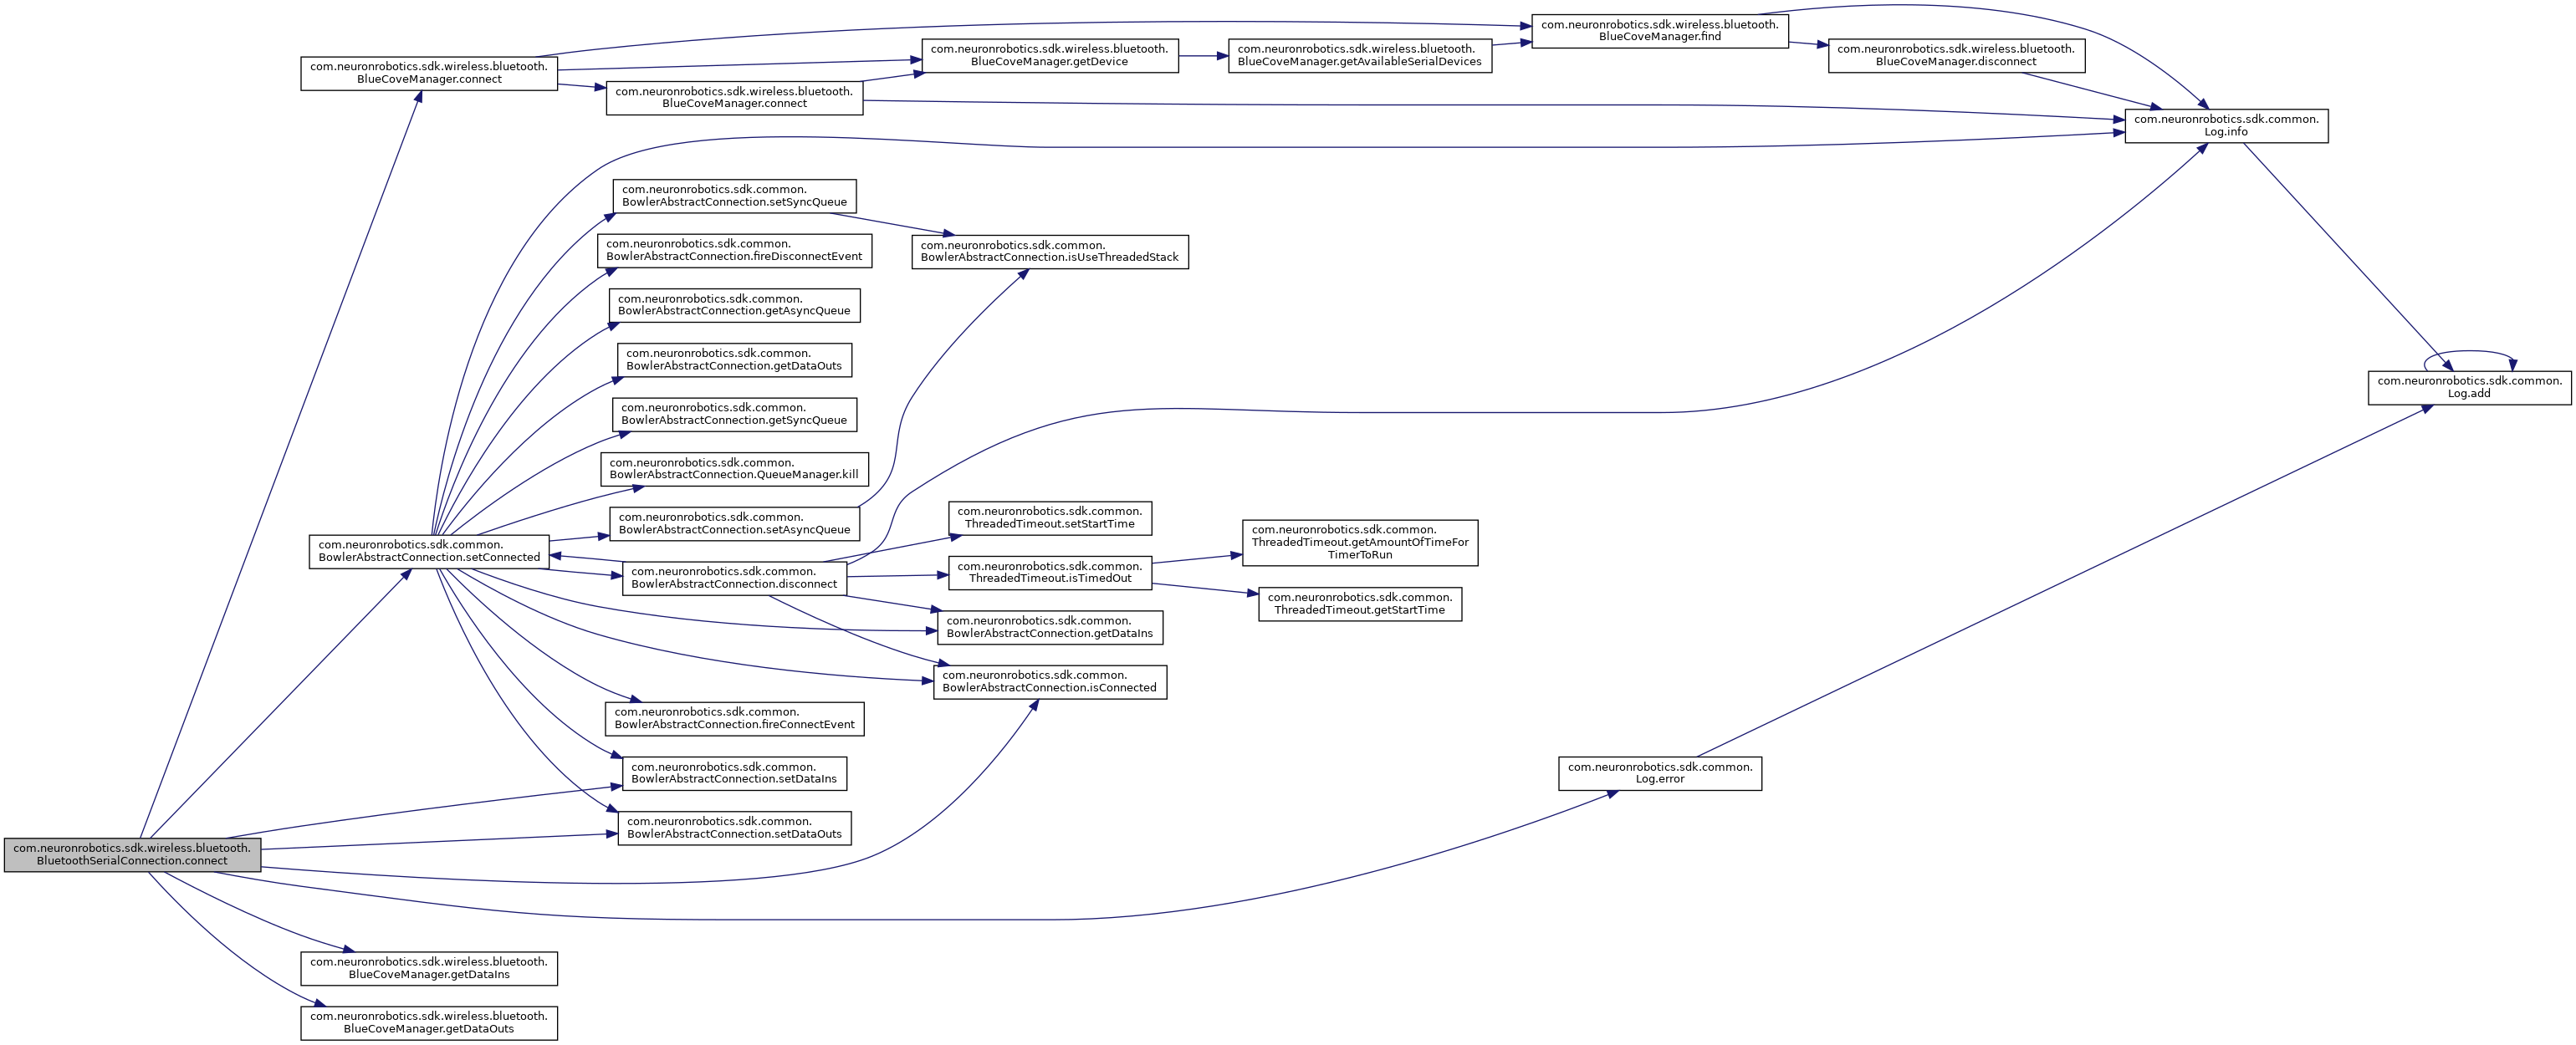 com.neuronrobotics.sdk.wireless.bluetooth.
BluetoothSerialConnection.connect
com.neuronrobotics.sdk.wireless.bluetooth.
BlueCoveManager.connect
com.neuronrobotics.sdk.wireless.bluetooth.
BlueCoveManager.connect
com.neuronrobotics.sdk.wireless.bluetooth.
BlueCoveManager.getDevice
com.neuronrobotics.sdk.wireless.bluetooth.
BlueCoveManager.getAvailableSerialDevices
com.neuronrobotics.sdk.wireless.bluetooth.
BlueCoveManager.find
com.neuronrobotics.sdk.wireless.bluetooth.
BlueCoveManager.disconnect
com.neuronrobotics.sdk.common.
Log.info
com.neuronrobotics.sdk.common.
Log.add
com.neuronrobotics.sdk.common.
BowlerAbstractConnection.setConnected
com.neuronrobotics.sdk.common.
BowlerAbstractConnection.setSyncQueue
com.neuronrobotics.sdk.common.
BowlerAbstractConnection.isUseThreadedStack
com.neuronrobotics.sdk.common.
BowlerAbstractConnection.fireDisconnectEvent
com.neuronrobotics.sdk.common.
BowlerAbstractConnection.getAsyncQueue
com.neuronrobotics.sdk.common.
BowlerAbstractConnection.getDataOuts
com.neuronrobotics.sdk.common.
BowlerAbstractConnection.getSyncQueue
com.neuronrobotics.sdk.common.
BowlerAbstractConnection.QueueManager.kill
com.neuronrobotics.sdk.common.
BowlerAbstractConnection.setAsyncQueue
com.neuronrobotics.sdk.common.
BowlerAbstractConnection.disconnect
com.neuronrobotics.sdk.common.
ThreadedTimeout.setStartTime
com.neuronrobotics.sdk.common.
ThreadedTimeout.isTimedOut
com.neuronrobotics.sdk.common.
ThreadedTimeout.getAmountOfTimeFor
TimerToRun
com.neuronrobotics.sdk.common.
ThreadedTimeout.getStartTime
com.neuronrobotics.sdk.common.
BowlerAbstractConnection.getDataIns
com.neuronrobotics.sdk.common.
BowlerAbstractConnection.isConnected
com.neuronrobotics.sdk.common.
BowlerAbstractConnection.fireConnectEvent
com.neuronrobotics.sdk.common.
BowlerAbstractConnection.setDataIns
com.neuronrobotics.sdk.common.
BowlerAbstractConnection.setDataOuts
com.neuronrobotics.sdk.common.
Log.error
com.neuronrobotics.sdk.wireless.bluetooth.
BlueCoveManager.getDataIns
com.neuronrobotics.sdk.wireless.bluetooth.
BlueCoveManager.getDataOuts